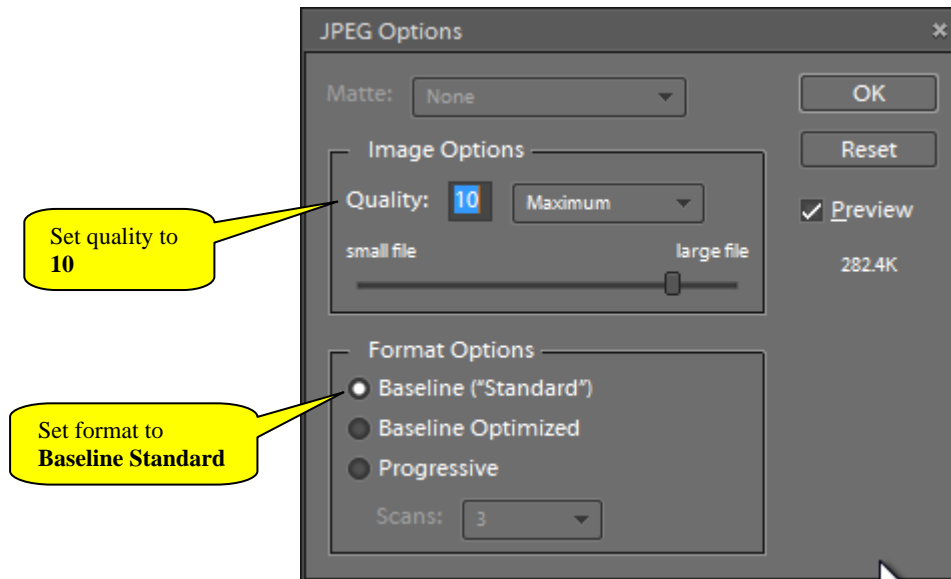 JPEG Options
Matte: None
OK
Image Options
Reset
Quality: 10 Maximum
Preview
Set quality to
10
small file large file
282.4K
Format Options
Baseline ("Standard")
Set format to
Baseline Standard
Baseline Optimized
Progressive
Scans: 3